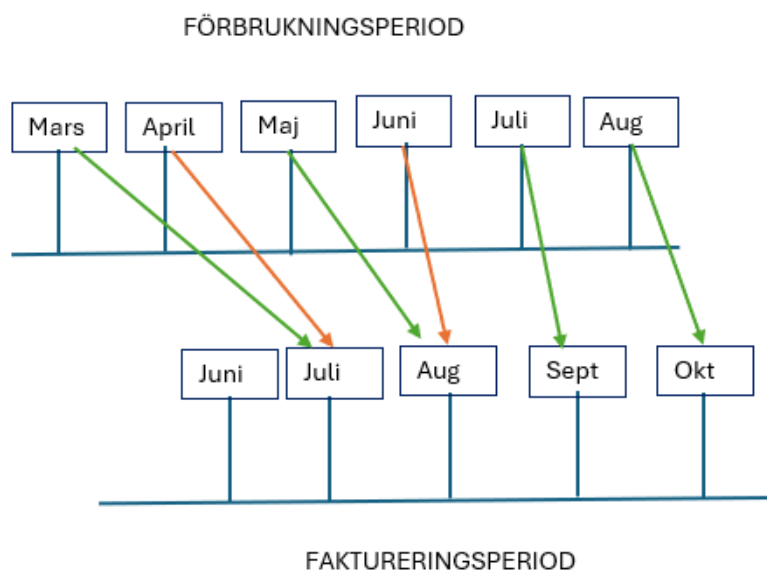 FÖRBRUKNINGSPERIOD
Mars
April
Maj
Juni
Juli
Aug
Juni
Juli
Aug
Sept
Okt
FAKTURERINGSPERIOD